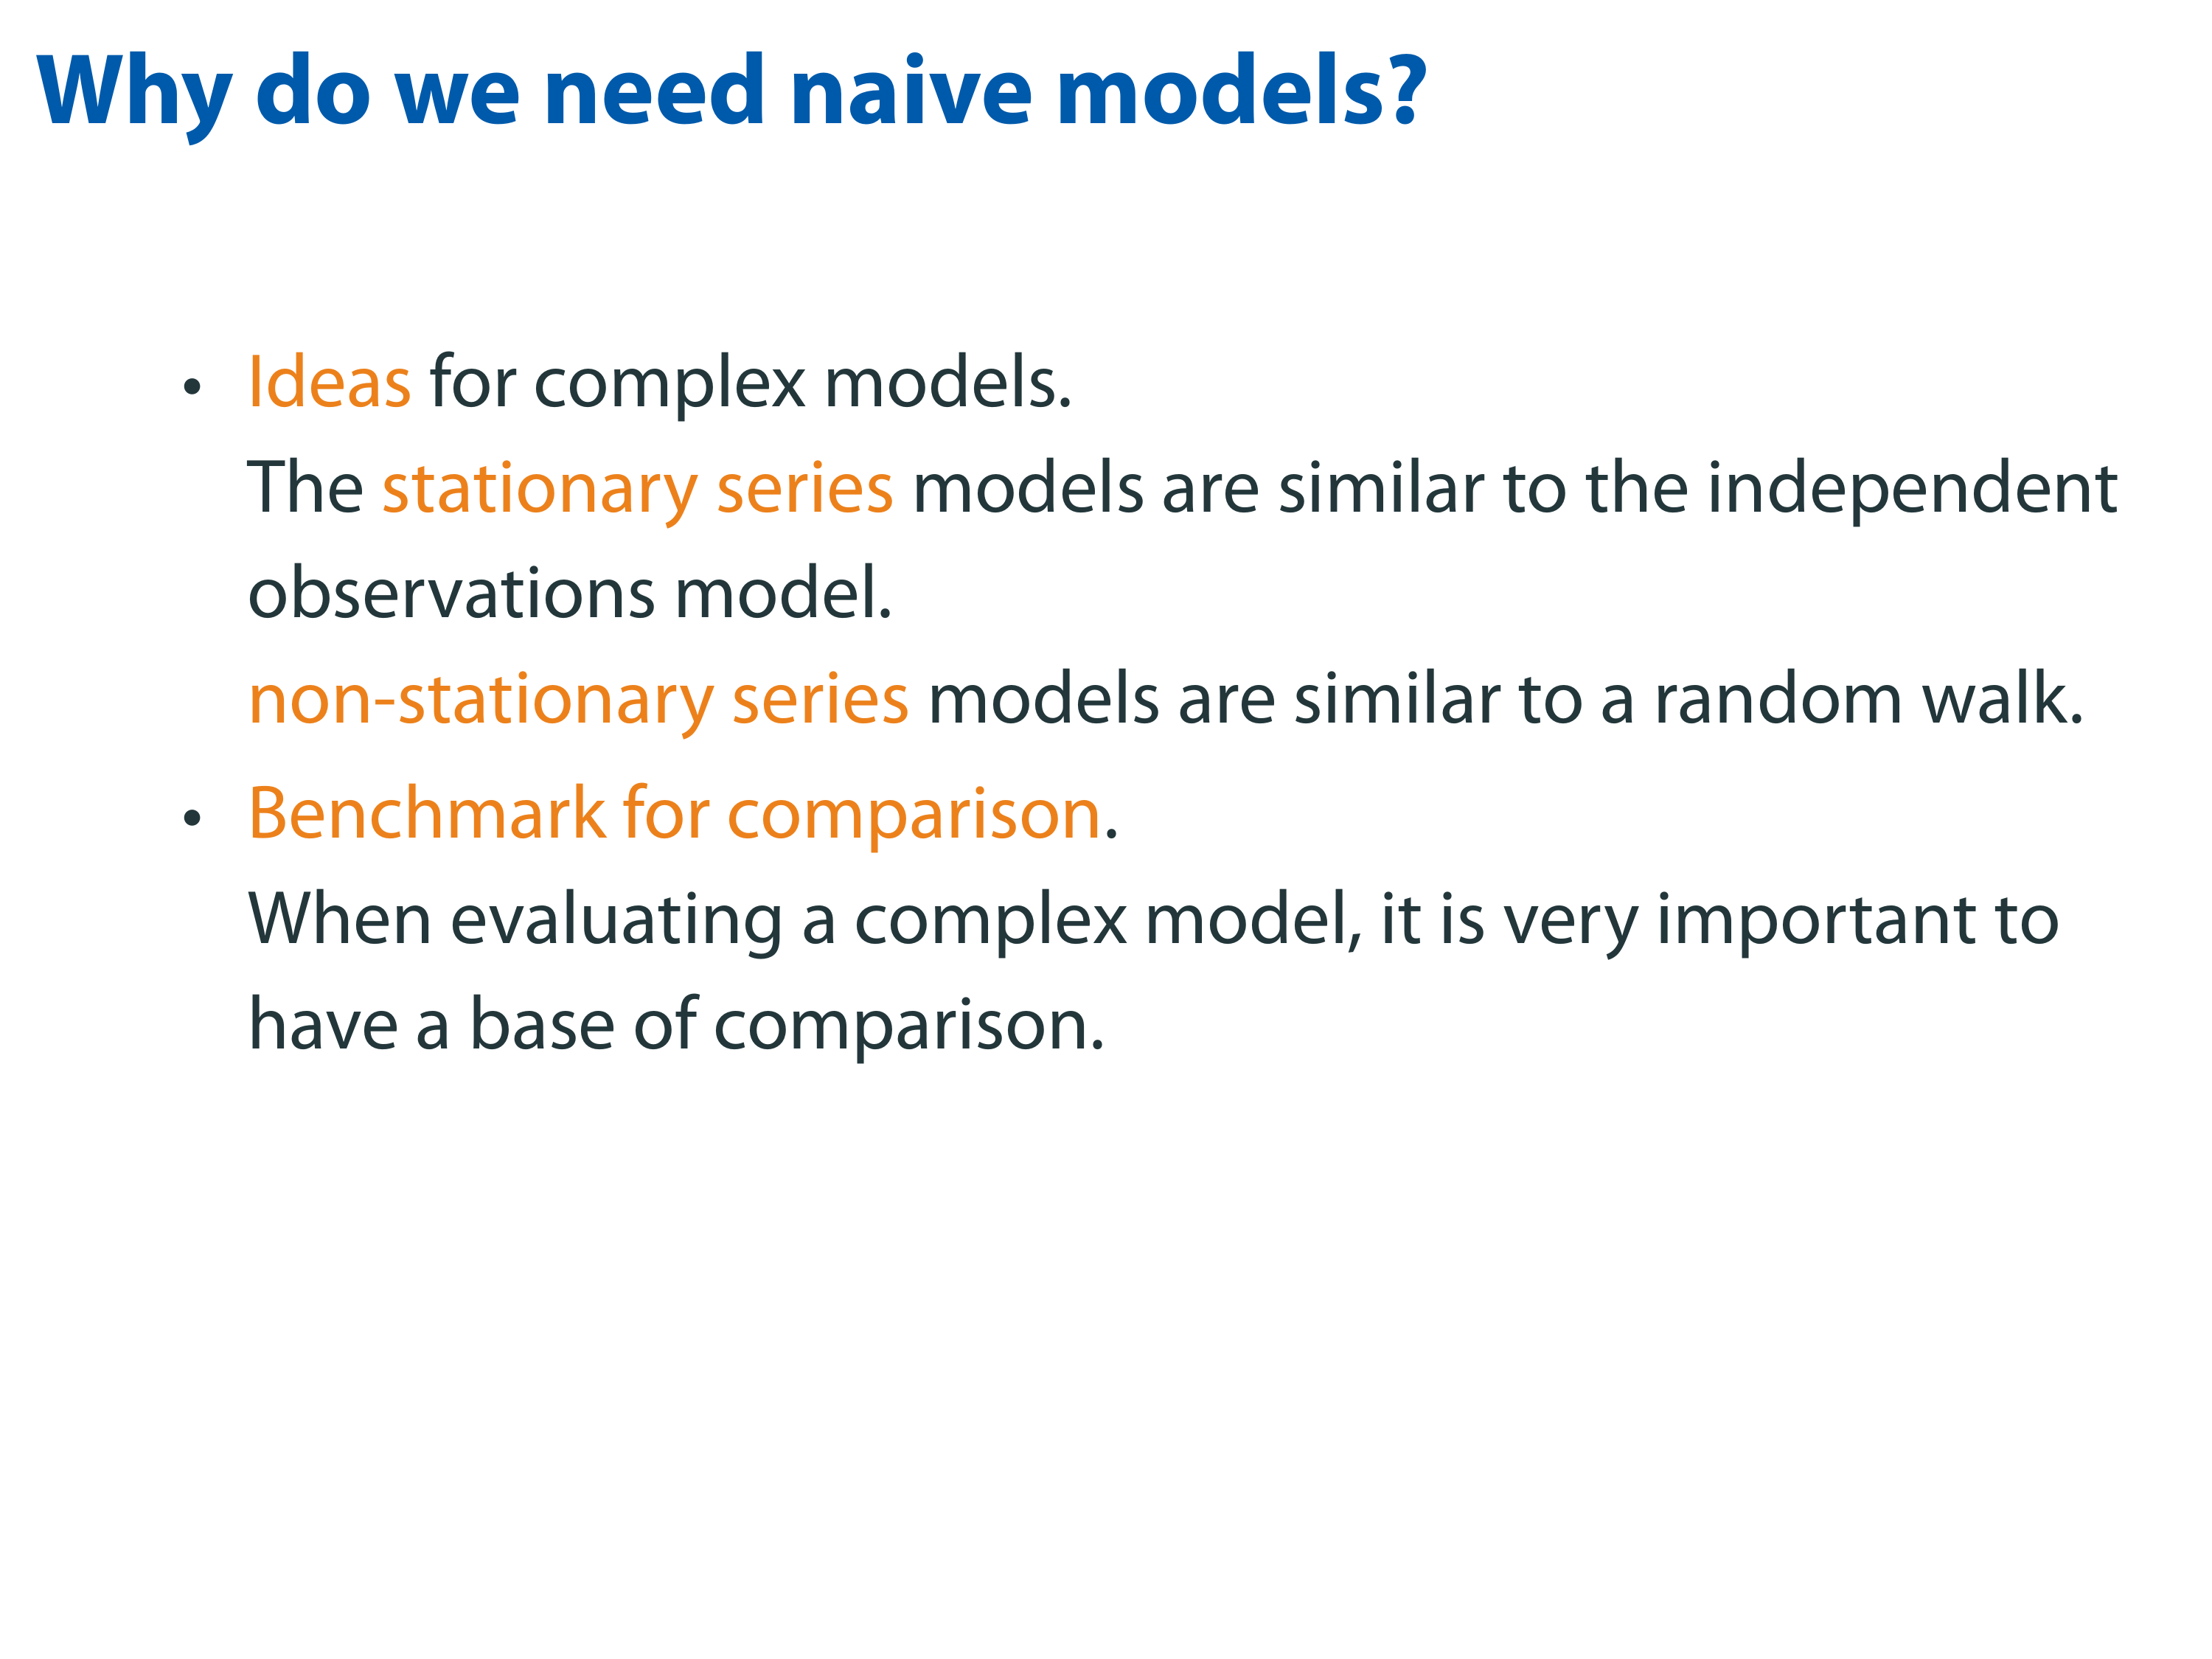 Why do we need naive models?
• Ideas for complex models.
The stationary series models are similar to the independent
observations model.
non-stationary series models are similar to a random walk.
• Benchmark for comparison.
When evaluating a complex model, it is very important to
have a base of comparison.